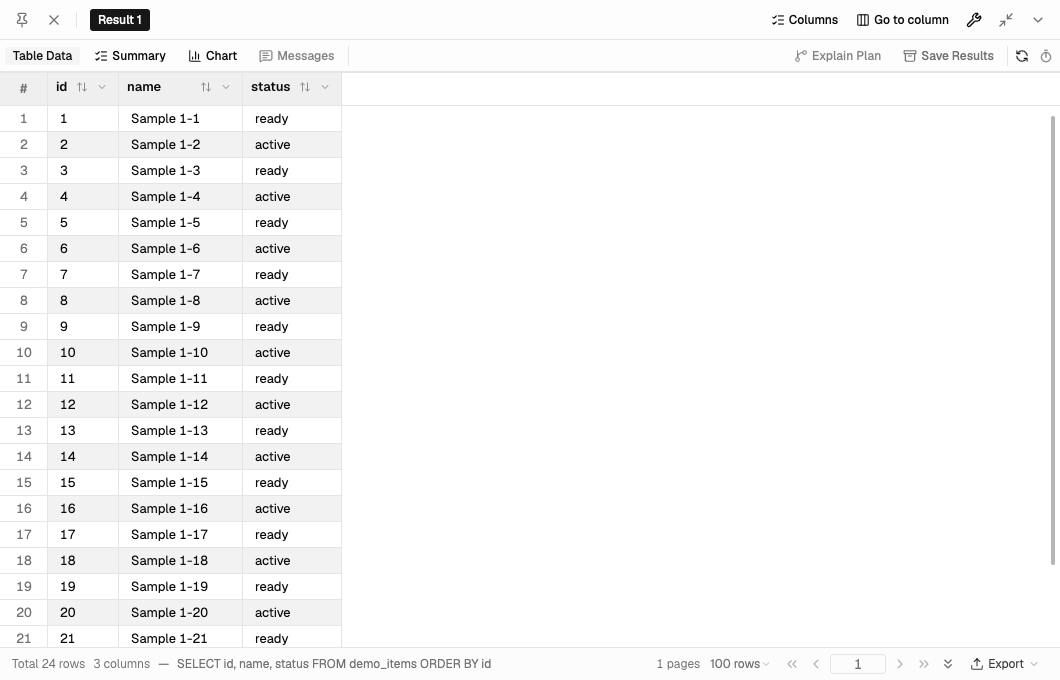 Result 1 Columns Go to column
Table Data Summary Chart Messages Explain Plan Save Results
# id name status
1 1 Sample 1-1 ready
2 2 Sample 1-2 active
3 3 Sample 1-3 ready
4 4 Sample 1-4 active
5 5 Sample 1-5 ready
6 6 Sample 1-6 active
7 7 Sample 1-7 ready
8 8 Sample 1-8 active
9 9 Sample 1-9 ready
10 10 Sample 1-10 active
11 11 Sample 1-11 ready
12 12 Sample 1-12 active
13 13 Sample 1-13 ready
14 14 Sample 1-14 active
15 15 Sample 1-15 ready
16 16 Sample 1-16 active
17 17 Sample 1-17 ready
18 18 Sample 1-18 active
19 19 Sample 1-19 ready
20 20 Sample 1-20 active
21 21 Sample 1-21 ready
Total 24 rows 3 columns — SELECT id, name, status FROM demo_items ORDER BY id 1 pages 100 rows 1 Export